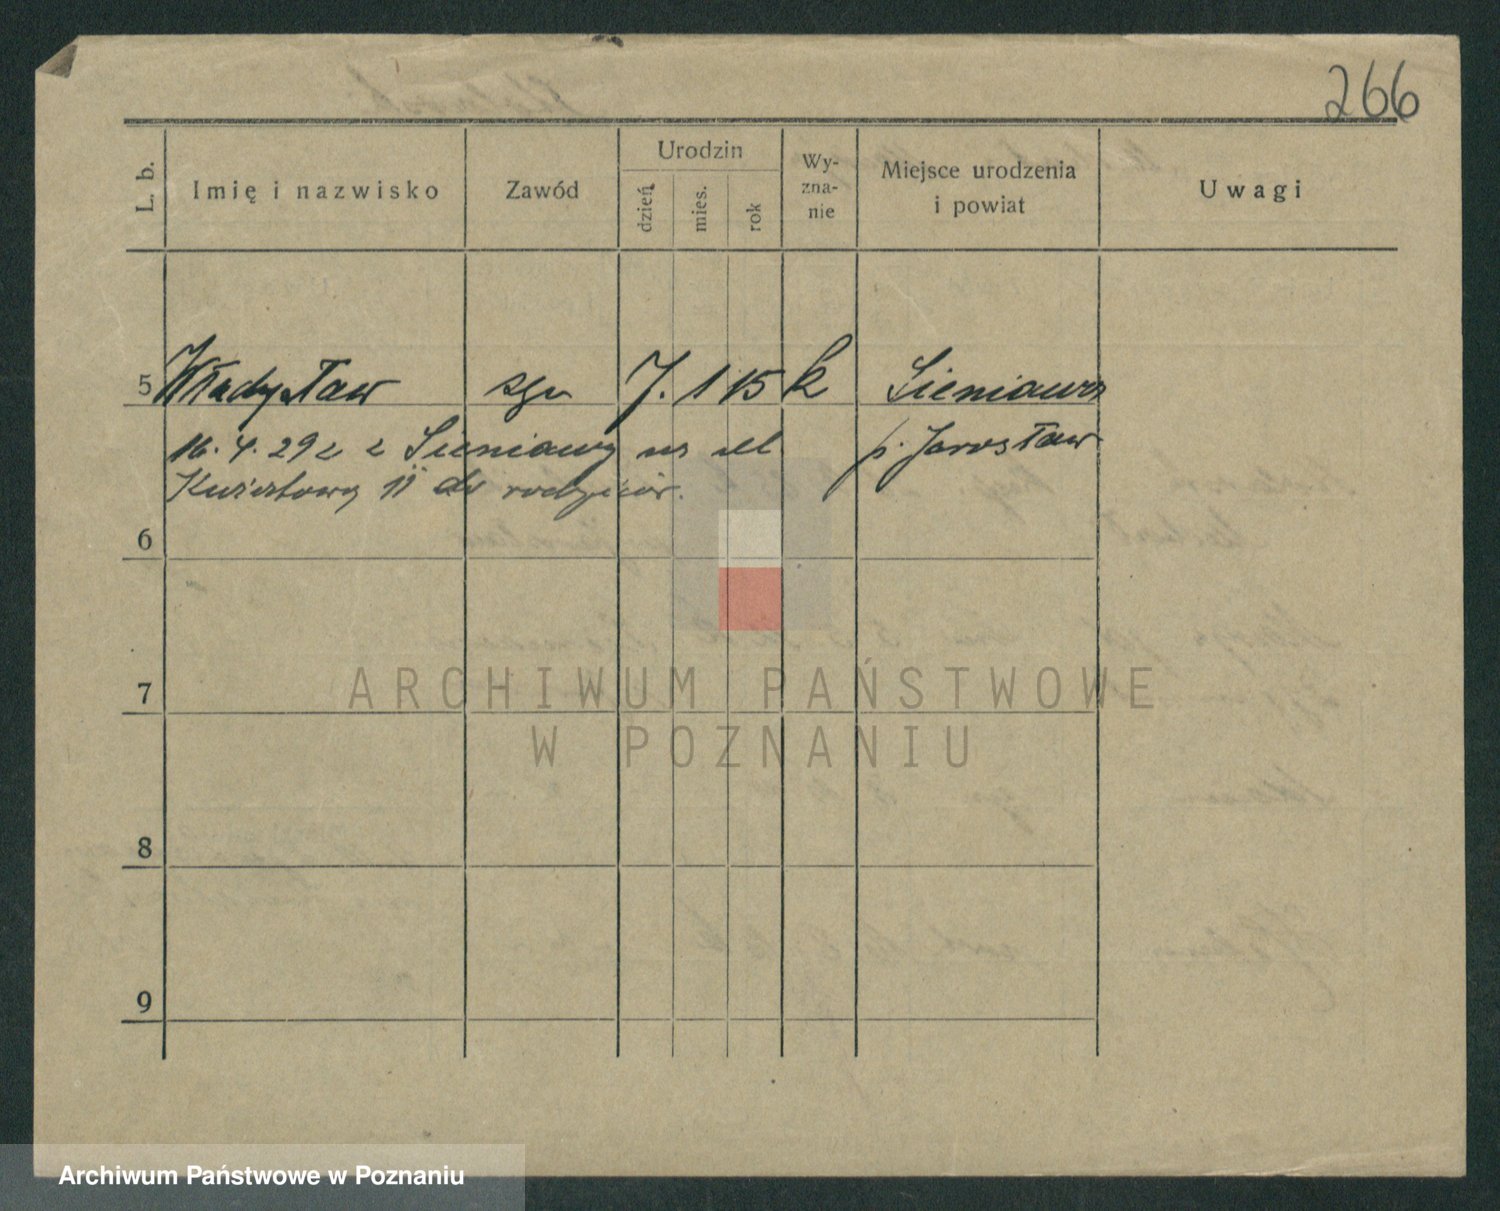 266
L. b. Imię i nazwisko Zawód Urodzin dzień mies. rok Wy- zna- nie Miejsce urodzenia i powiat Uwagi
5 Władysław syn 7. 1 15 k Sieniawa
16. 4. 29 z Sieniawy na ul p. Jarosław
11 do rodziców.
6
7
8
9
ARCHIWUM PAŃSTWOWE
W POZNANIU
Archiwum Państwowe w Poznaniu